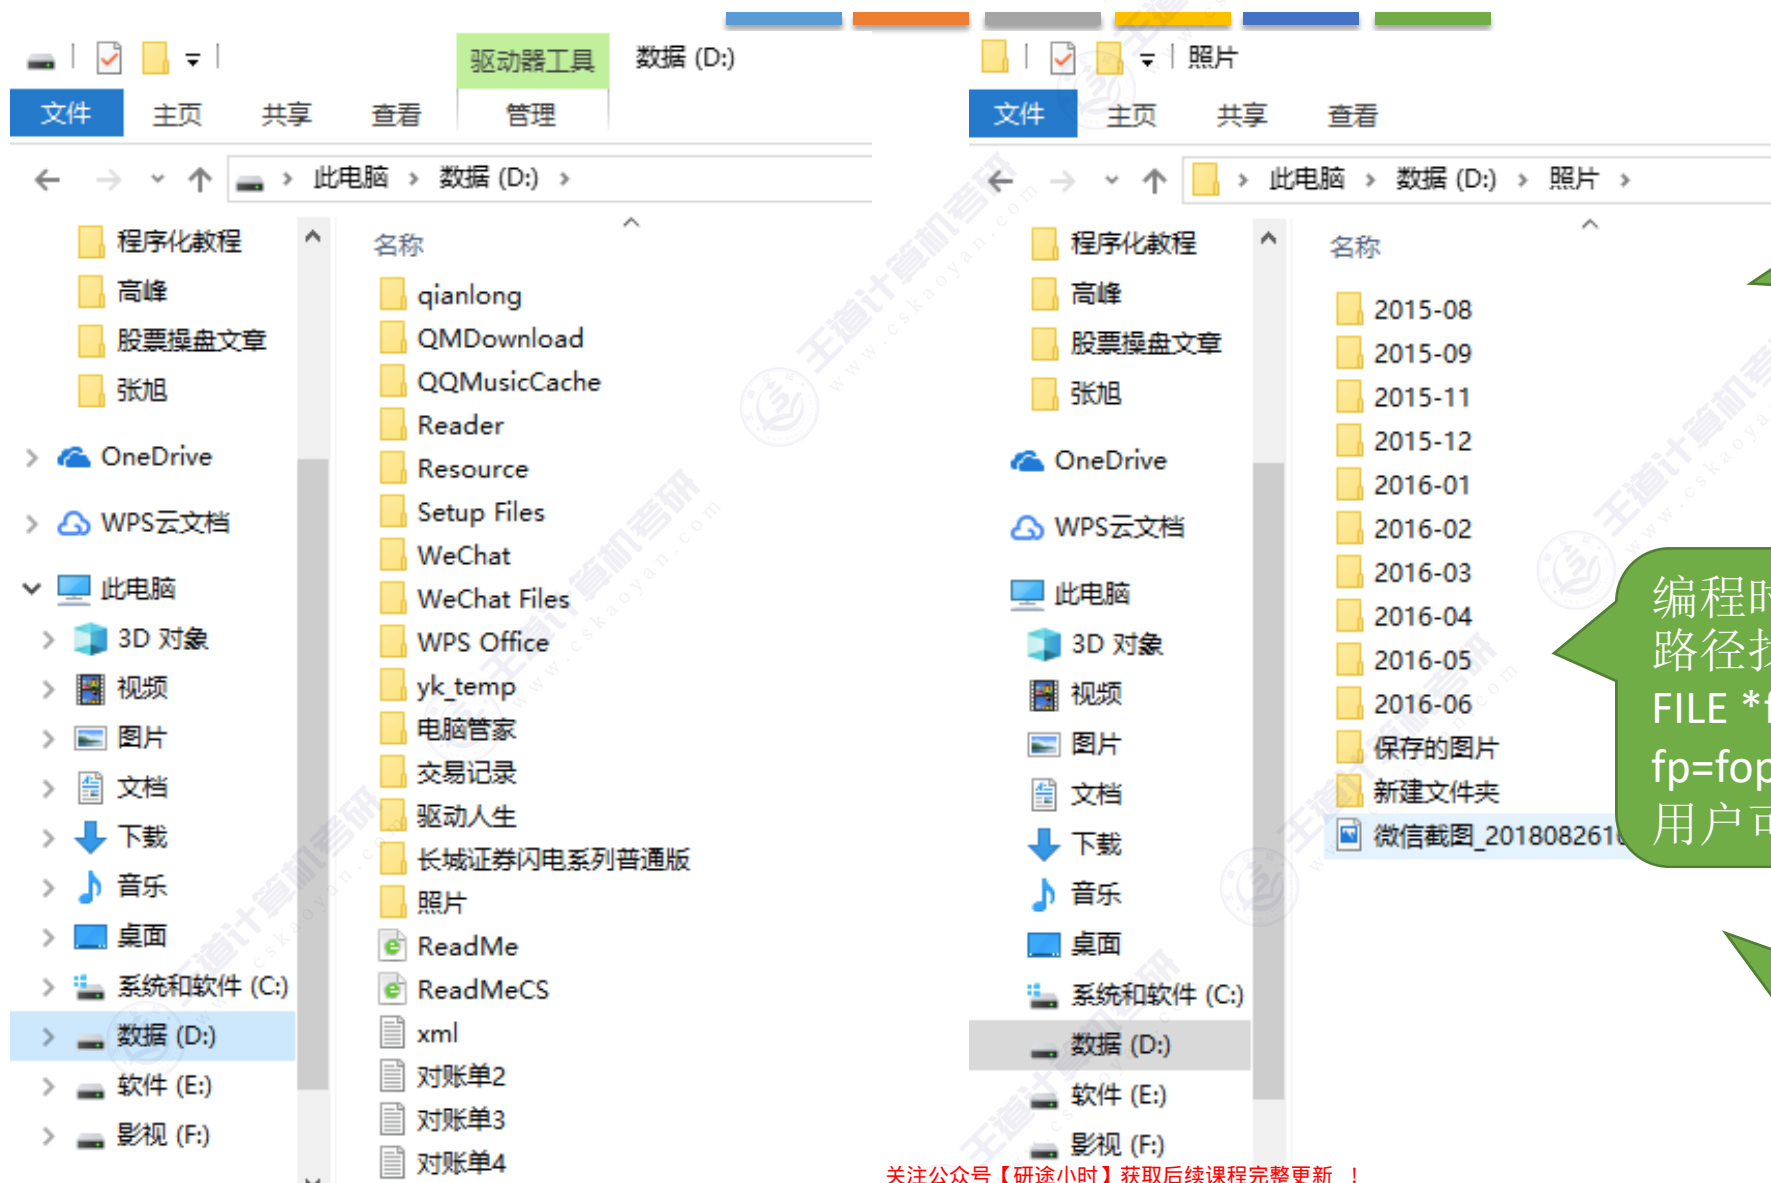 驱动器工具
数据 (D:)
文件
主页
共享
查看
管理
此电脑 > 数据 (D:) >
程序化教程
高峰
股票操盘文章
张旭
OneDrive
WPS云文档
此电脑
3D 对象
视频
图片
文档
下载
音乐
桌面
系统和软件 (C:)
数据 (D:)
软件 (E:)
影视 (F:)
名称
qianlong
QMDownload
QQMusicCache
Reader
Resource
Setup Files
WeChat
WeChat Files
WPS Office
yk_temp
电脑管家
交易记录
驱动人生
长城证券闪电系列普通版
照片
ReadMe
ReadMeCS
xml
对账单2
对账单3
对账单4
照片
文件
主页
共享
查看
此电脑 > 数据 (D:) > 照片 >
程序化教程
高峰
股票操盘文章
张旭
OneDrive
WPS云文档
此电脑
3D 对象
视频
图片
文档
下载
音乐
桌面
系统和软件 (C:)
数据 (D:)
软件 (E:)
影视 (F:)
名称
2015-08
2015-09
2015-11
2015-12
2016-01
2016-02
2016-03
2016-04
2016-05
2016-06
保存的图片
新建文件夹
微信截图_201808261
编程
路径
FILE *
fp=fop
用户
关注公众号【研途小时】获取后续课程完整更新 ！
王道计算机考研
www.cskaoyan.com